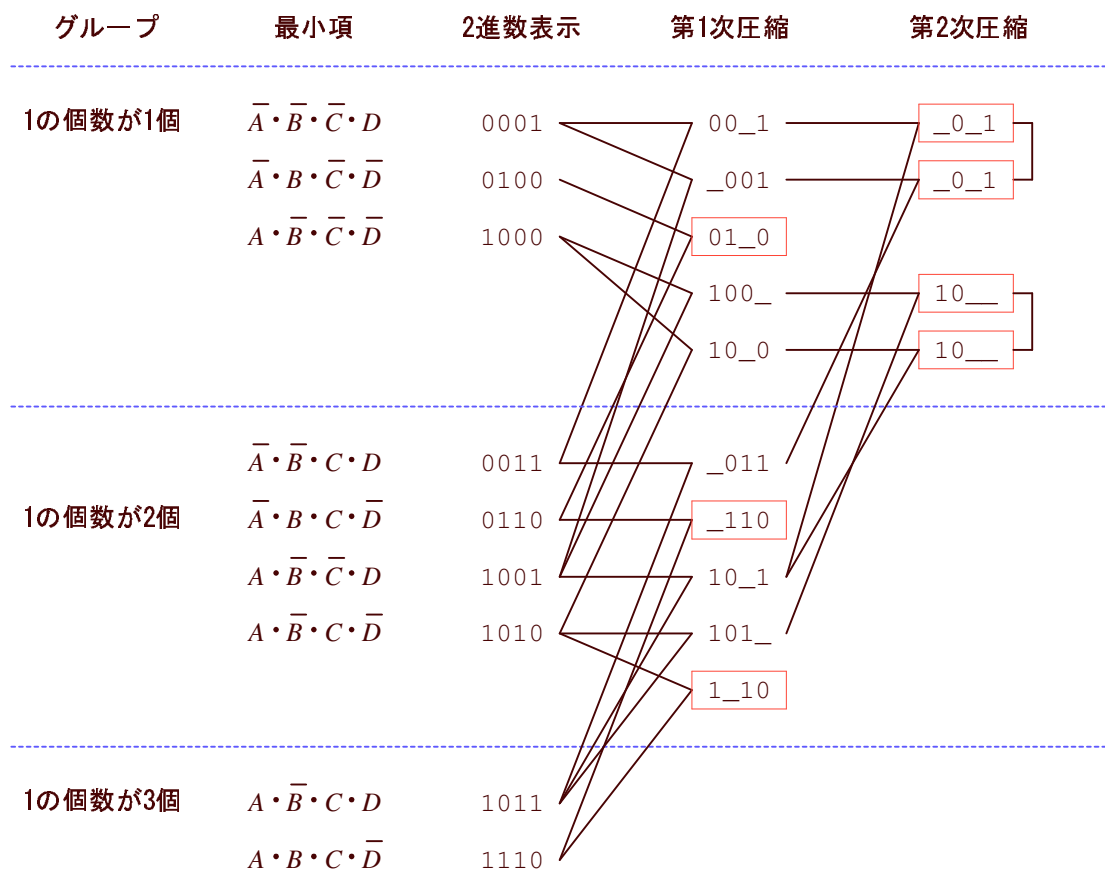 グループ 最小項 2進数表示 第1次圧縮 第2次圧縮
1の個数が1個 A̅・B̅・C̅・D 0001 00_1 _0_1
A̅・B・C̅・D̅ 0100 _001 _0_1
A・B̅・C̅・D̅ 1000 01_0
100_ 10__
10_0 10__
A̅・B̅・C・D 0011 _011
1の個数が2個 A̅・B・C・D̅ 0110 _110
A・B̅・C̅・D 1001 10_1
A・B̅・C・D̅ 1010 101_
1_10
1の個数が3個 A・B̅・C・D 1011
A・B・C・D̅ 1110